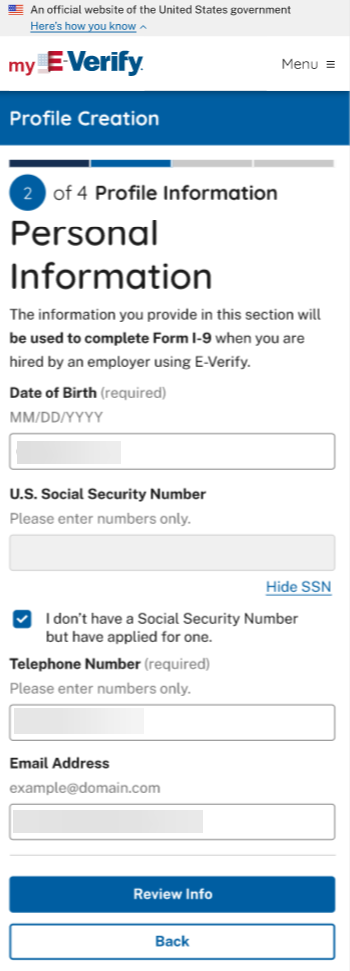 An official website of the United States government
Here's how you know
my E-Verify
Menu
Profile Creation
2 of 4 Profile Information
Personal
Information
The information you provide in this section will
be used to complete Form I-9 when you are
hired by an employer using E-Verify.
Date of Birth (required)
MM/DD/YYYY
U.S. Social Security Number
Please enter numbers only.
Hide SSN
I don't have a Social Security Number
but have applied for one.
Telephone Number (required)
Please enter numbers only.
Email Address
example@domain.com
Review Info
Back